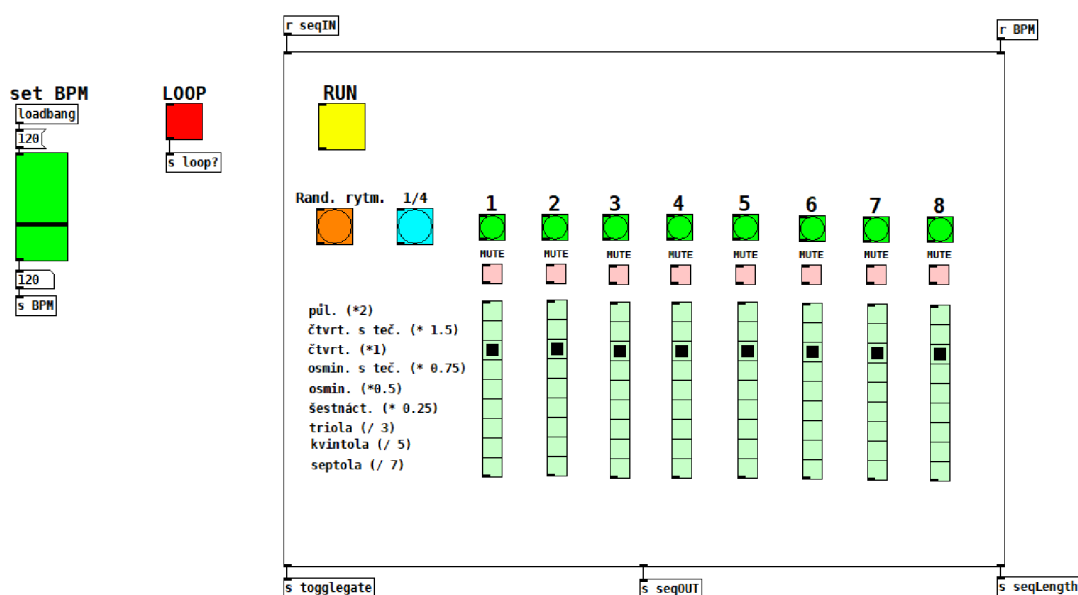 r seqIN
r BPM
set BPM
LOOP
RUN
loadbang
120
s loop?
Rand. rytm.
1/4
1 2 3 4 5 6 7 8
MUTE MUTE MUTE MUTE MUTE MUTE MUTE MUTE
120
s BPM
půl. (*2)
čtvrt. s teč. (* 1.5)
čtvrt. (*1)
osmin. s teč. (* 0.75)
osmin. (*0.5)
šestnáct. (* 0.25)
triola (/ 3)
kvintola (/ 5)
septola (/ 7)
s togglegate
s seqOUT
s seqLength